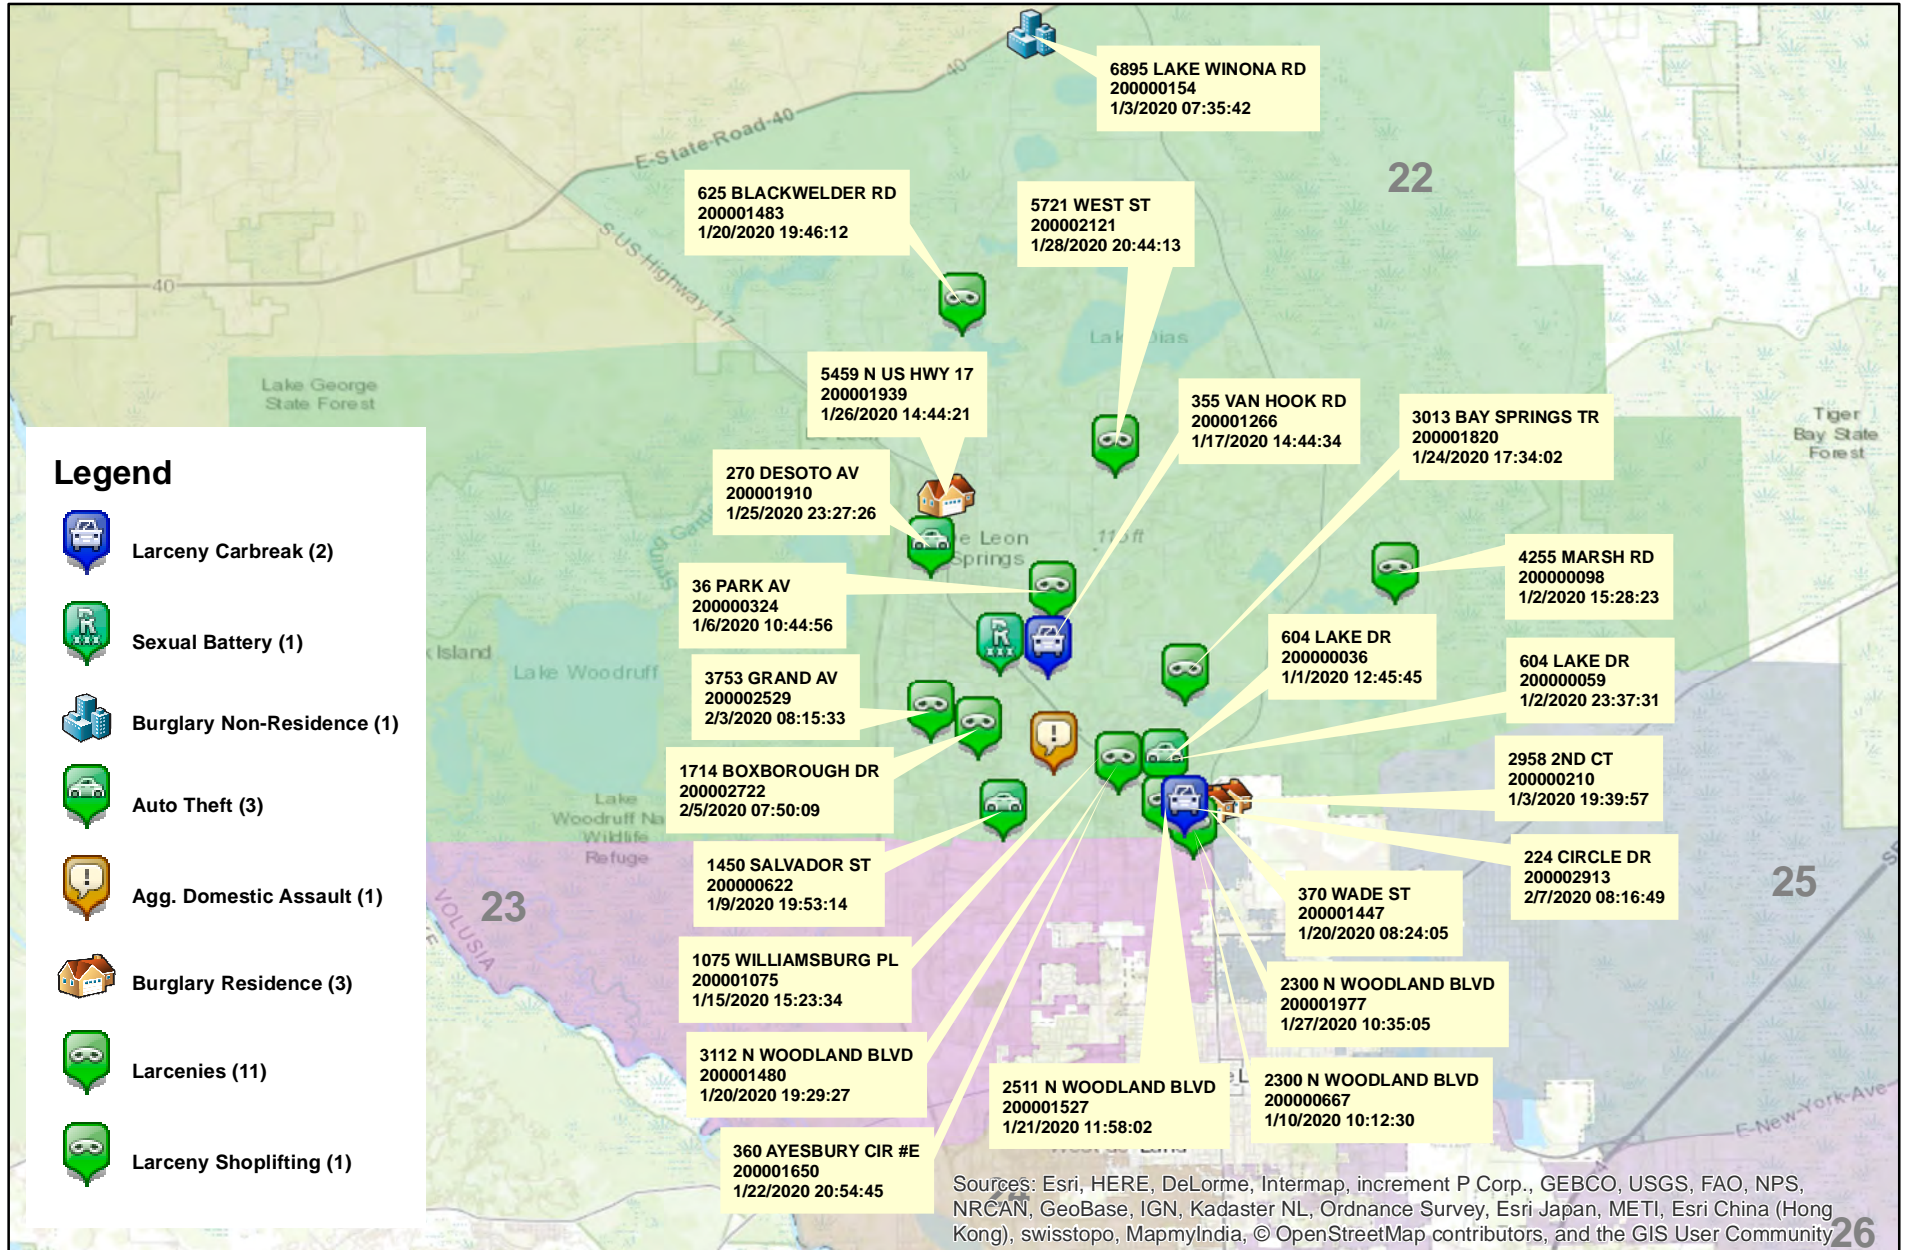 6895 LAKE WINONA RD
200000154
1/3/2020 07:35:42
40
E-State-Road-40
22
625 BLACKWELDER RD
200001483
1/20/2020 19:46:12
5721 WEST ST
200002121
1/28/2020 20:44:13
S-US-Highway-17
40
Lake Dias
Lake George
State Forest
5459 N US HWY 17
200001939
1/26/2020 14:44:21
355 VAN HOOK RD
200001266
1/17/2020 14:44:34
3013 BAY SPRINGS TR
200001820
1/24/2020 17:34:02
Tiger
Bay State
Forest
270 DESOTO AV
200001910
1/25/2020 23:27:26
e Leon
Springs
4255 MARSH RD
200000098
1/2/2020 15:28:23
36 PARK AV
200000324
1/6/2020 10:44:56
604 LAKE DR
200000036
1/1/2020 12:45:45
604 LAKE DR
200000059
1/2/2020 23:37:31
Island
Lake Woodruff
3753 GRAND AV
200002529
2/3/2020 08:15:33
2958 2ND CT
200000210
1/3/2020 19:39:57
1714 BOXBOROUGH DR
200002722
2/5/2020 07:50:09
Lake
Woodruff Na
Wildlife
Refuge
1450 SALVADOR ST
200000622
1/9/2020 19:53:14
224 CIRCLE DR
200002913
2/7/2020 08:16:49
370 WADE ST
200001447
1/20/2020 08:24:05
25
23
VOLUSIA
1075 WILLIAMSBURG PL
200001075
1/15/2020 15:23:34
2300 N WOODLAND BLVD
200001977
1/27/2020 10:35:05
3112 N WOODLAND BLVD
200001480
1/20/2020 19:29:27
2511 N WOODLAND BLVD
200001527
1/21/2020 11:58:02
2300 N WOODLAND BLVD
200000667
1/10/2020 10:12:30
E-New-York-Ave
360 AYESBURY CIR #E
200001650
1/22/2020 20:54:45
Legend
Larceny Carbreak (2)
Sexual Battery (1)
Burglary Non-Residence (1)
Auto Theft (3)
Agg. Domestic Assault (1)
Burglary Residence (3)
Larcenies (11)
Larceny Shoplifting (1)
Sources: Esri, HERE, DeLorme, Intermap, increment P Corp., GEBCO, USGS, FAO, NPS,
NRCAN, GeoBase, IGN, Kadaster NL, Ordnance Survey, Esri Japan, METI, Esri China (Hong
Kong), swisstopo, MapmyIndia, © OpenStreetMap contributors, and the GIS User Community
26